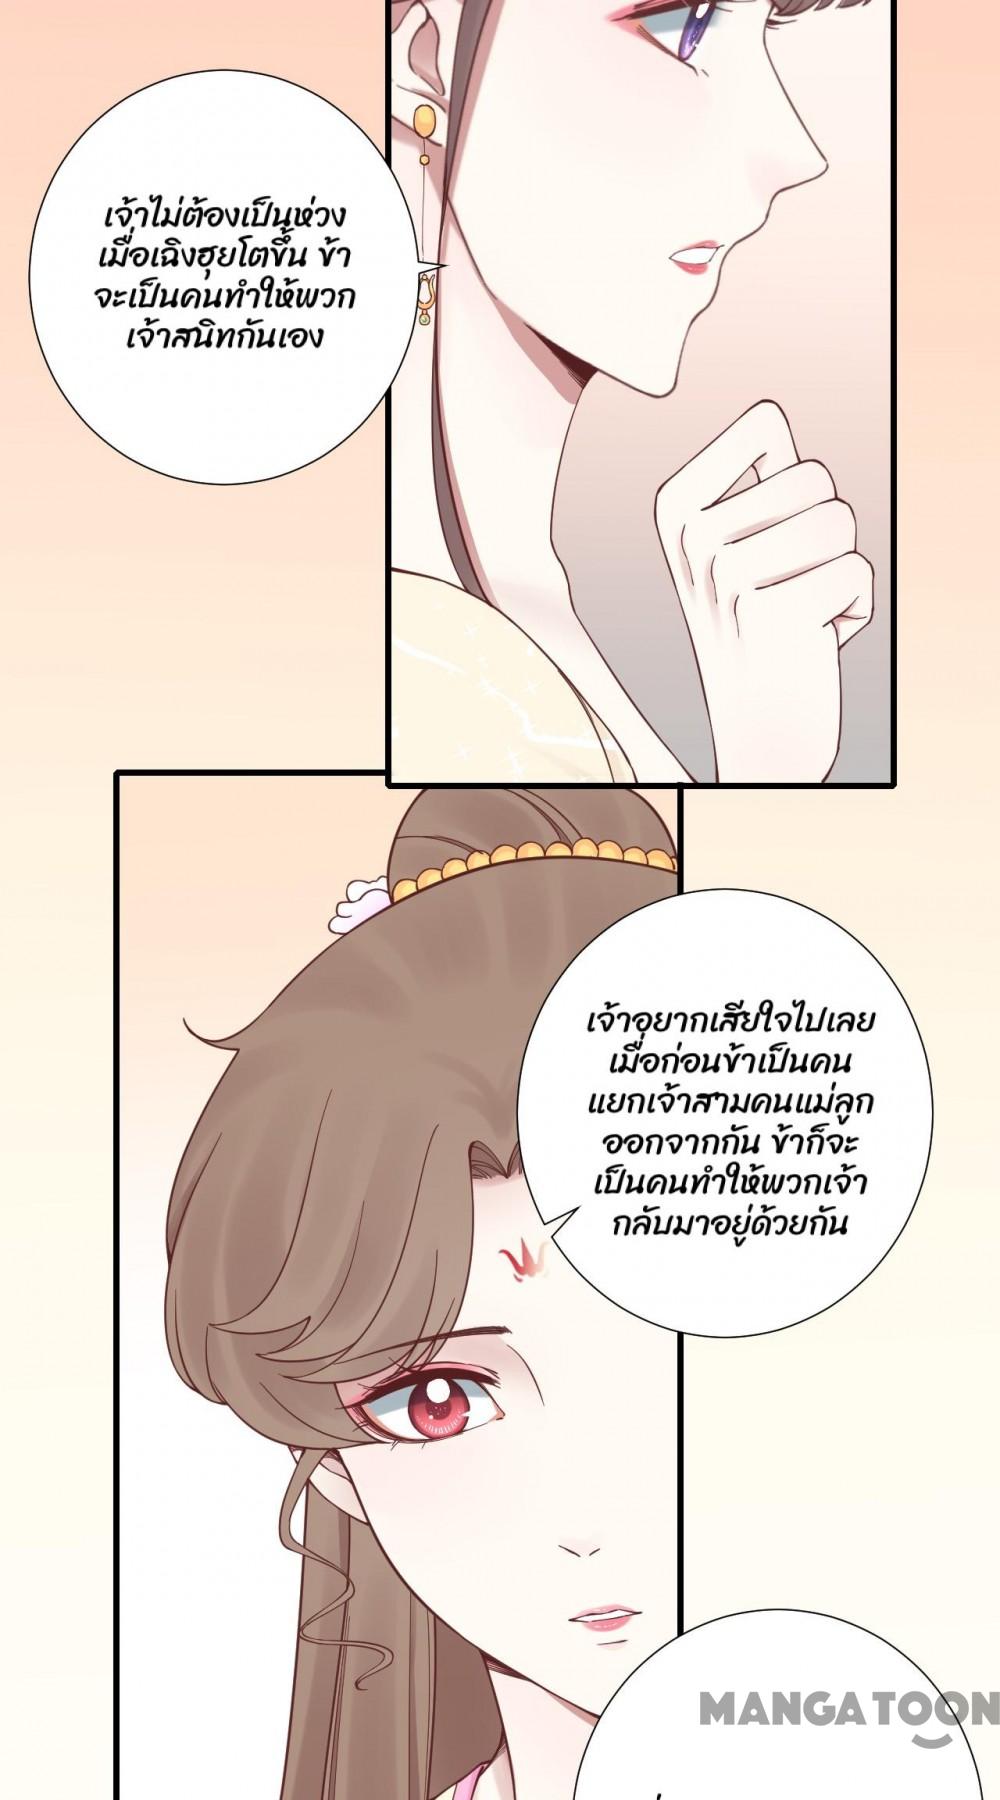 เจ้าไม่ต้องเป็นห่วง
เมื่อเฉิงฮุยโตขึ้น ข้า
จะเป็นคนทำให้พวก
เจ้าสนิทกันเอง
เจ้าอยากเสียใจไปเลย
เมื่อก่อนข้าเป็นคน
แยกเจ้าสามคนแม่ลูก
ออกจากกัน ข้าก็จะ
เป็นคนทำให้พวกเจ้า
กลับมาอยู่ด้วยกัน
MANGATOON